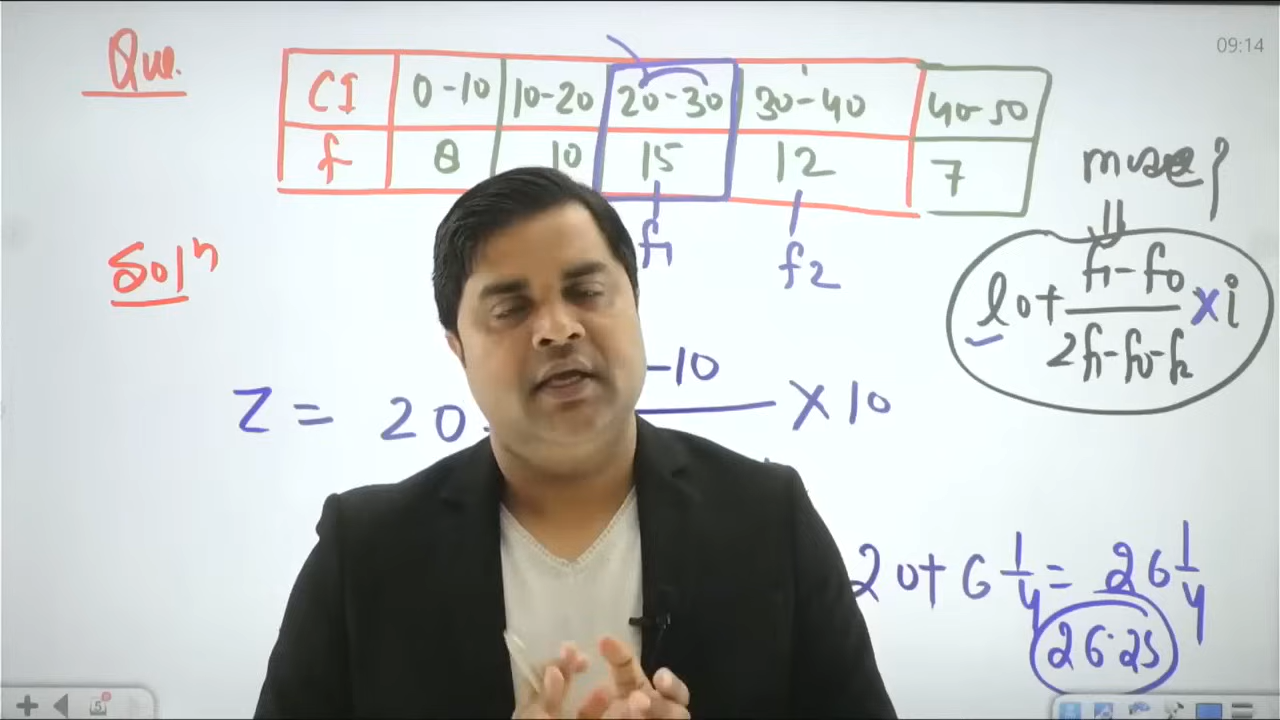 09:14
Que.
CI 0-10 10-20 20-30 30-40 40-50
f 8 10 15 12 7
f1 f2
mode?
Solⁿ
l0+ f1-f0 / 2f1-f0-f2 ×i
Z = 20 -10 × 10
20+ 6 1/4 = 26 1/4
26.25
5